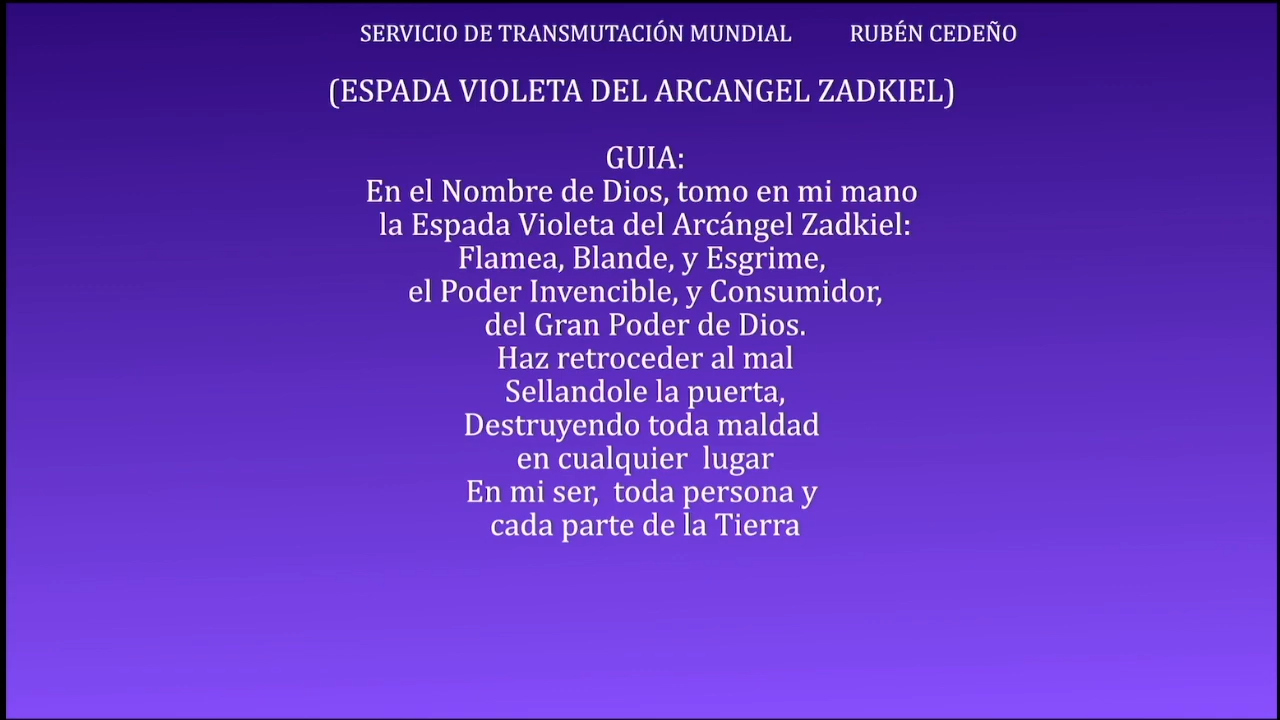 SERVICIO DE TRANSMUTACIÓN MUNDIAL RUBÉN CEDEÑO
(ESPADA VIOLETA DEL ARCANGEL ZADKIEL)
GUIA:
En el Nombre de Dios, tomo en mi mano
la Espada Violeta del Arcángel Zadkiel:
Flamea, Blande, y Esgrime,
el Poder Invencible, y Consumidor,
del Gran Poder de Dios.
Haz retroceder al mal
Sellandole la puerta,
Destruyendo toda maldad
en cualquier lugar
En mi ser, toda persona y
cada parte de la Tierra